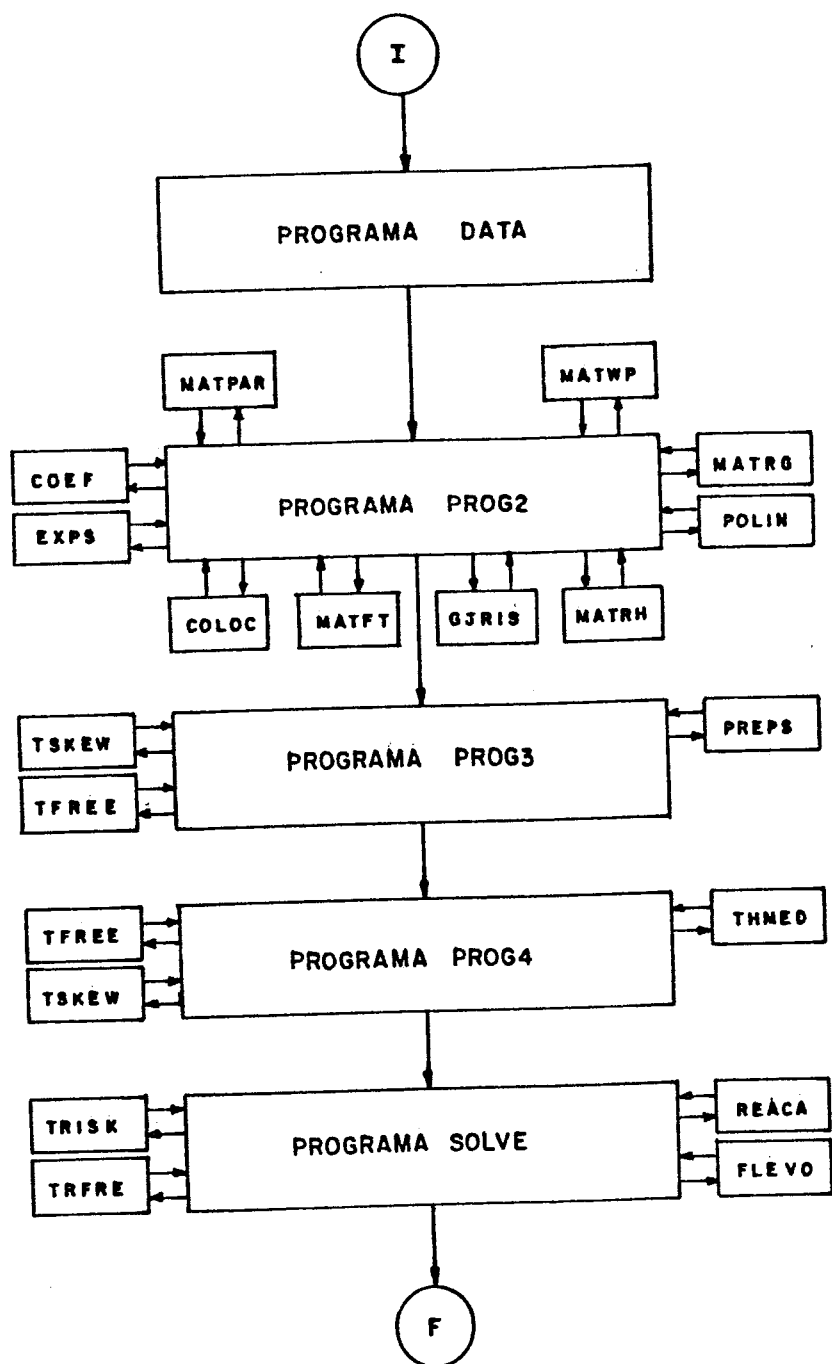 I
PROGRAMA DATA
MATPAR
MATWP
COEF
MATRG
PROGRAMA PROG2
EXPS
POLIN
COLOC
MATFT
GJRIS
MATRH
TSKEW
PREPS
PROGRAMA PROG3
TFREE
TFREE
THMED
PROGRAMA PROG4
TSKEW
TRISK
REACA
PROGRAMA SOLVE
TRFRE
FLEVO
F